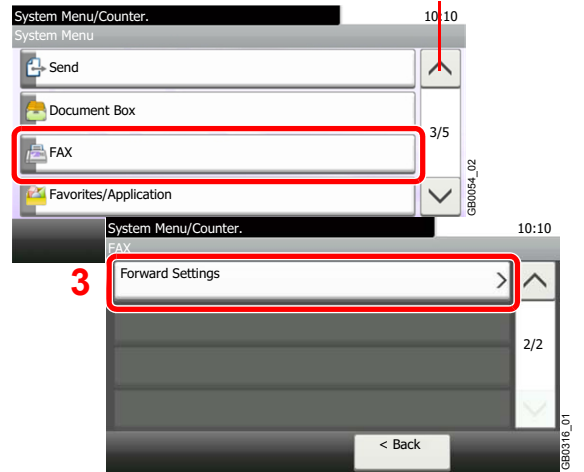 System Menu/Counter. 10:10
System Menu
Send
Document Box
3/5
FAX
Favorites/Application
GB0054_02
System Menu/Counter. 10:10
FAX
3
Forward Settings
2/2
< Back
GB0316_01